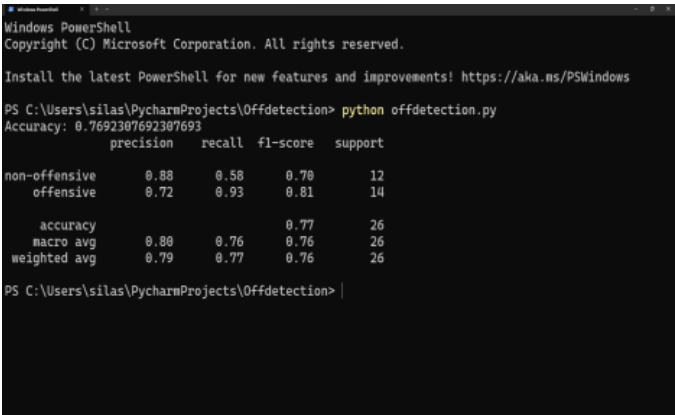 Windows PowerShell
Windows PowerShell
Copyright (C) Microsoft Corporation. All rights reserved.
Install the latest PowerShell for new features and improvements! https://aka.ms/PSWindows
PS C:\Users\silas\PycharmProjects\Offdetection> python offdetection.py
Accuracy: 0.7692307692307693
precision recall f1-score support
non-offensive 0.88 0.58 0.70 12
offensive 0.72 0.93 0.81 14
accuracy 0.77 26
macro avg 0.80 0.76 0.76 26
weighted avg 0.79 0.77 0.76 26
PS C:\Users\silas\PycharmProjects\Offdetection>